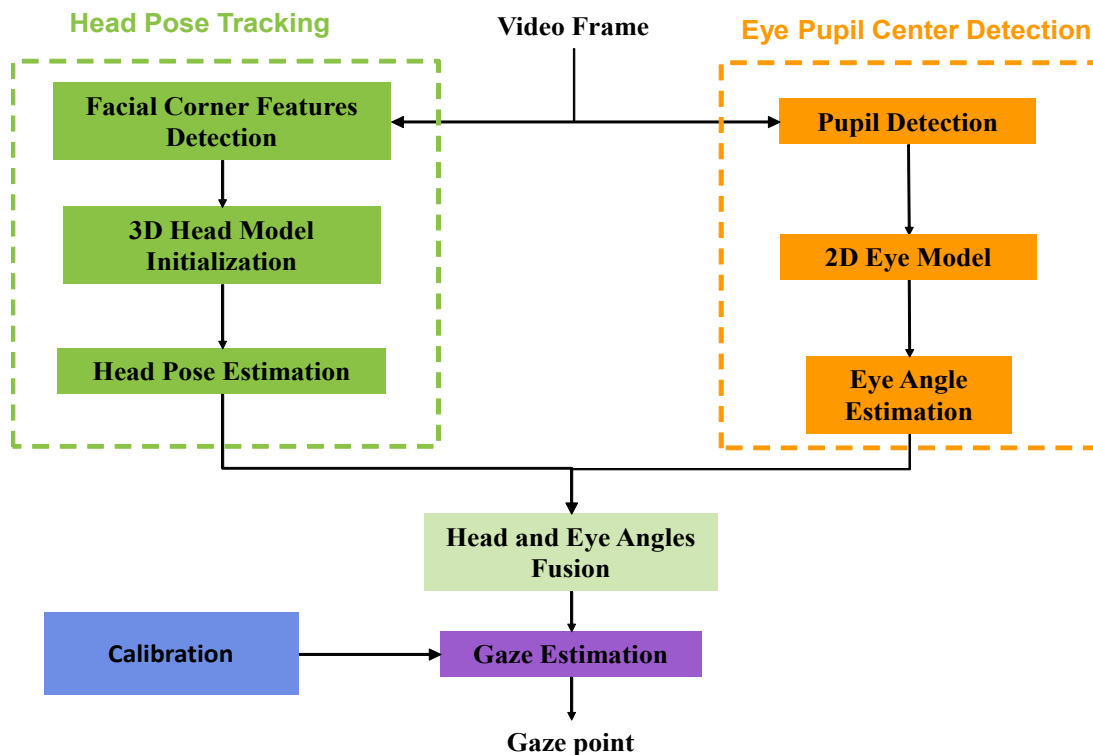 Head Pose Tracking
Video Frame
Eye Pupil Center Detection
Facial Corner Features
Detection
Pupil Detection
3D Head Model
Initialization
2D Eye Model
Head Pose Estimation
Eye Angle
Estimation
Head and Eye Angles
Fusion
Calibration
Gaze Estimation
Gaze point